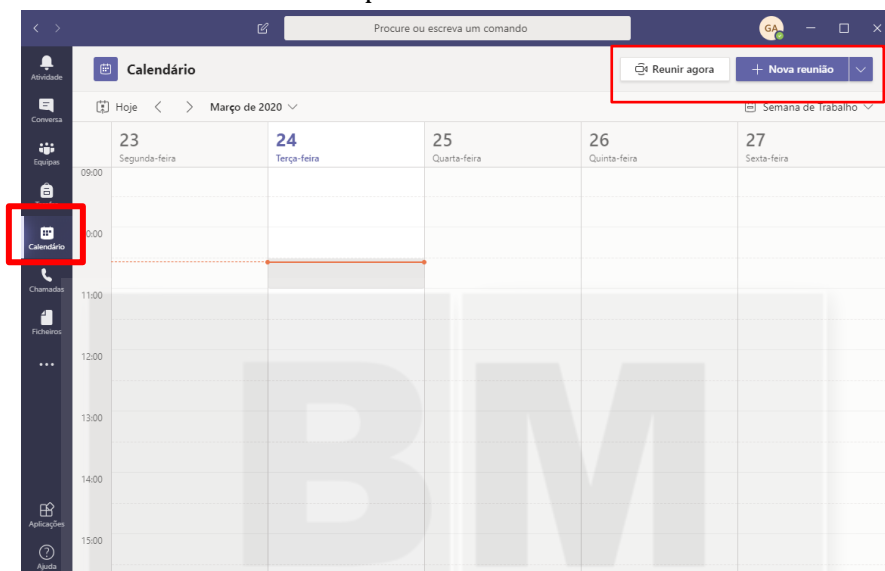 Procure ou escreva um comando
GA
Atividade
Calendário
Reunir agora
+ Nova reunião
Conversa
Hoje
Março de 2020
Semana de Trabalho
Equipas
23
Segunda-feira
24
Terça-feira
25
Quarta-feira
26
Quinta-feira
27
Sexta-feira
09:00
Calendário
Chamadas
11:00
Ficheiros
12:00
13:00
14:00
Aplicações
15:00
Ajuda
BM